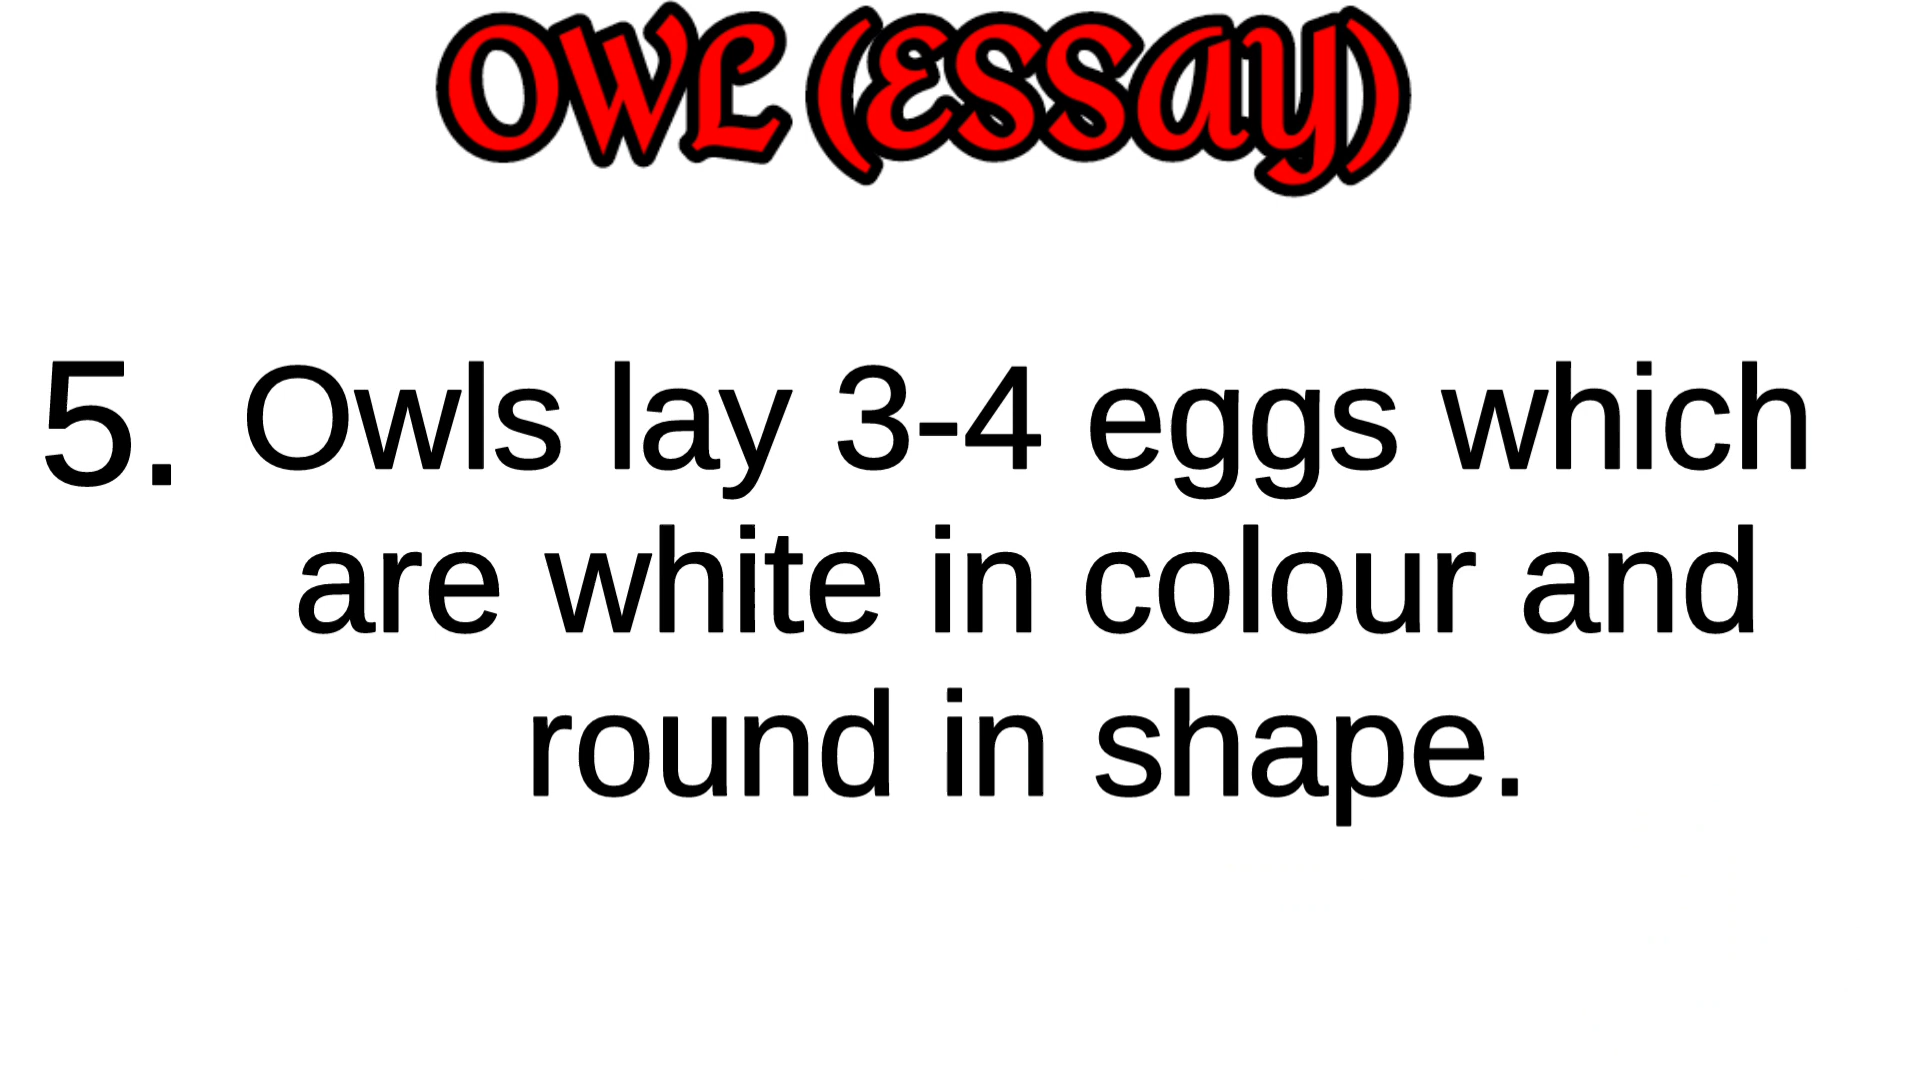 OWL (ESSAY)
5. Owls lay 3-4 eggs which
are white in colour and
round in shape.